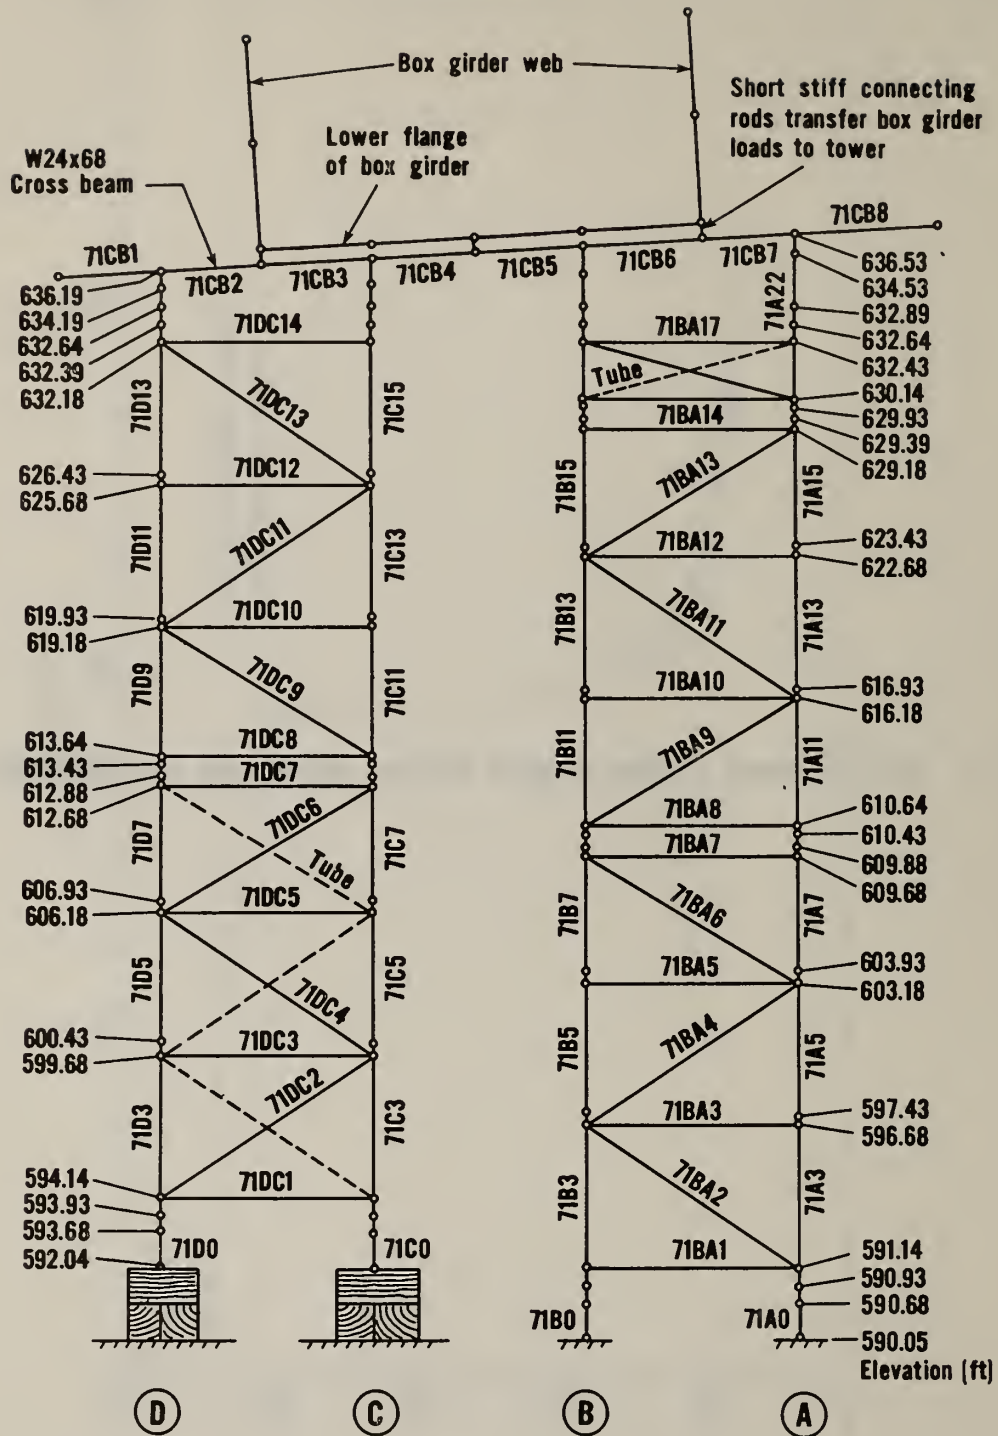 Box girder web
Short stiff connecting
rods transfer box girder
loads to tower
Lower flange
of box girder
W24x68
Cross beam
71CB1
71CB2
71CB3
71CB4
71CB5
71CB6
71CB7
71CB8
636.19
634.19
632.64
632.39
632.18
626.43
625.68
619.93
619.18
613.64
613.43
612.88
612.68
606.93
606.18
600.43
599.68
594.14
593.93
593.68
592.04
71D13
71D11
71D9
71D7
71D5
71D3
71D0
71DC14
71DC13
71DC12
71DC11
71DC10
71DC9
71DC8
71DC7
71DC6
Tube
71DC5
71DC4
71DC3
71DC2
71DC1
71C15
71C13
71C11
71C7
71C5
71C3
71C0
71B15
71B13
71B11
71B7
71B5
71B3
71B0
71BA17
Tube
71BA14
71BA13
71BA12
71BA11
71BA10
71BA9
71BA8
71BA7
71BA6
71BA5
71BA4
71BA3
71BA2
71BA1
71A22
71A15
71A13
71A11
71A7
71A5
71A3
71A0
636.53
634.53
632.89
632.64
632.43
630.14
629.93
629.39
629.18
623.43
622.68
616.93
616.18
610.64
610.43
609.88
609.68
603.93
603.18
597.43
596.68
591.14
590.93
590.68
590.05
Elevation (ft)
D
C
B
A